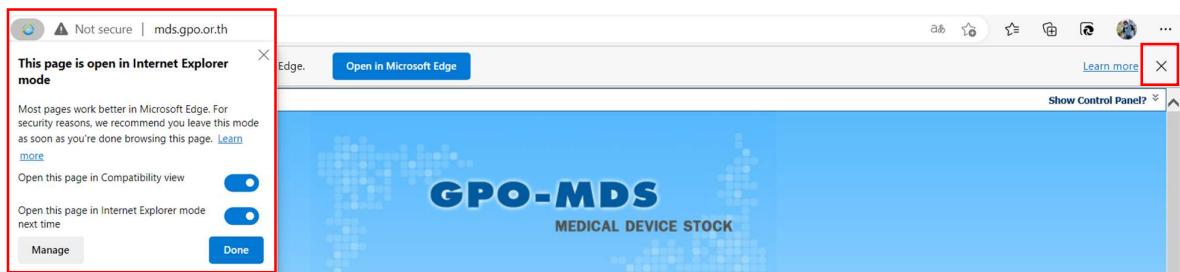 Not secure | mds.gpo.or.th
This page is open in Internet Explorer
mode
Most pages work better in Microsoft Edge. For
security reasons, we recommend you leave this mode
as soon as you're done browsing this page. Learn
more
Open this page in Compatibility view
Open this page in Internet Explorer mode
next time
Manage Done
Edge. Open in Microsoft Edge Learn more
Show Control Panel?
GPO-MDS
MEDICAL DEVICE STOCK